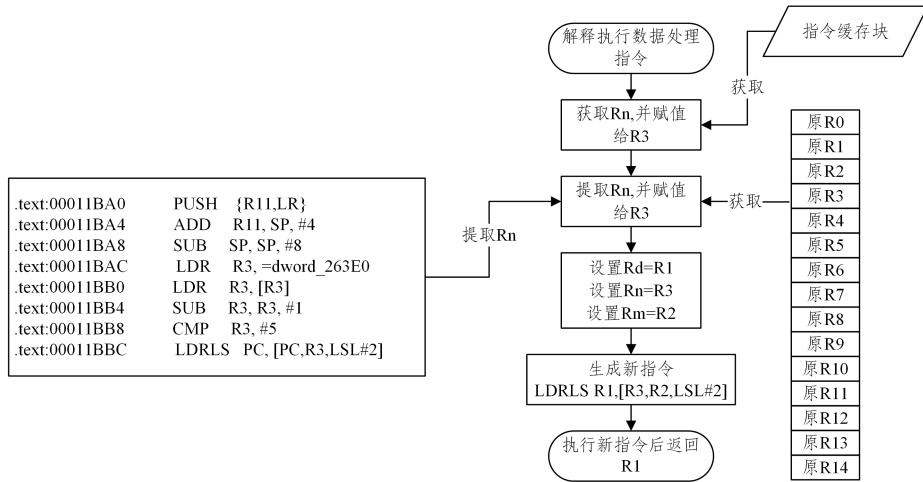 解释执行数据处理
指令
指令缓存块
获取
获取Rn,并赋值
给R3
提取Rn,并赋值
给R3
获取
提取Rn
设置Rd=R1
设置Rn=R3
设置Rm=R2
生成新指令
LDRLS R1,[R3,R2,LSL#2]
执行新指令后返回
R1
.text:00011BA0 PUSH {R11,LR}
.text:00011BA4 ADD R11, SP, #4
.text:00011BA8 SUB SP, SP, #8
.text:00011BAC LDR R3, =dword_263E0
.text:00011BB0 LDR R3, [R3]
.text:00011BB4 SUB R3, R3, #1
.text:00011BB8 CMP R3, #5
.text:00011BBC LDRLS PC, [PC,R3,LSL#2]
原R0
原R1
原R2
原R3
原R4
原R5
原R6
原R7
原R8
原R9
原R10
原R11
原R12
原R13
原R14